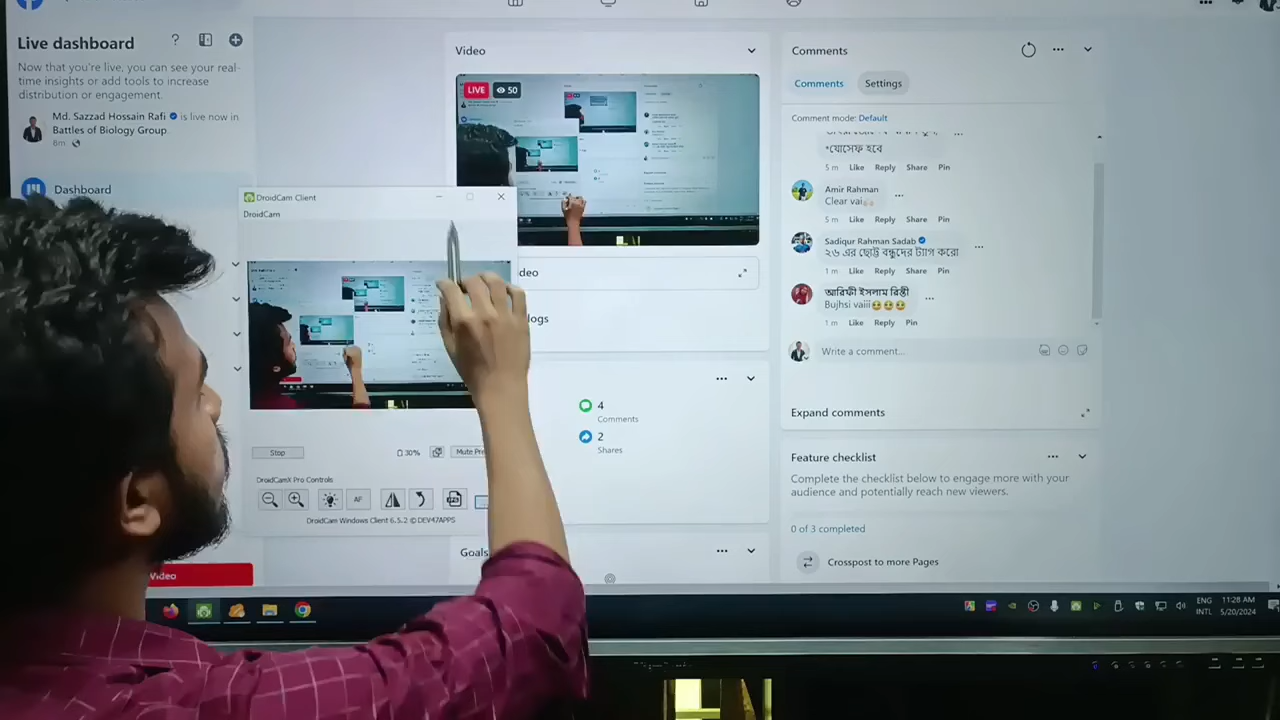 Live dashboard
Now that you're live, you can see your real-
time insights or add tools to increase
distribution or engagement.
Md. Sazzad Hossain Rafi is live now in
Battles of Biology Group.
8m
Dashboard
Video
LIVE 50
DroidCam Client
DroidCam
deo
logs
Stop
30%
Mute Pre
DroidCamX Pro Controls
AF
DroidCam Windows Client 6.5.2 © DEV47APPS
Video
4
Comments
2
Shares
Goals
Comments
Comments Settings
Comment mode: Default
*যোসেফ হবে
5 m Like Reply Share Pin
Amir Rahman
Clear vai
5 m Like Reply Share Pin
Sadiqur Rahman Sadab
২৬ এর ছোট্ট বন্ধুদের ট্যাগ করো
1 m Like Reply Share Pin
আরিফী ইসলাম রিস্তী
Bujhsi vaiii
1 m Like Reply Pin
Write a comment...
Expand comments
Feature checklist
Complete the checklist below to engage more with your
audience and potentially reach new viewers.
0 of 3 completed
Crosspost to more Pages
ENG 11:28 AM
INTL 5/20/2024